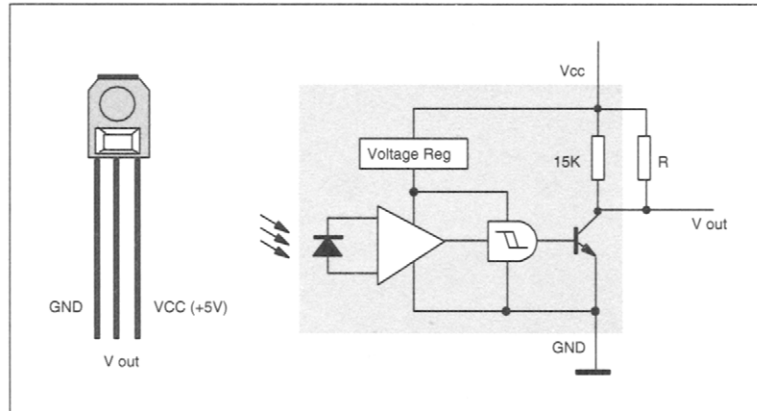 GND
VCC (+5V)
V out
Vcc
Voltage Reg
15K
R
V out
GND